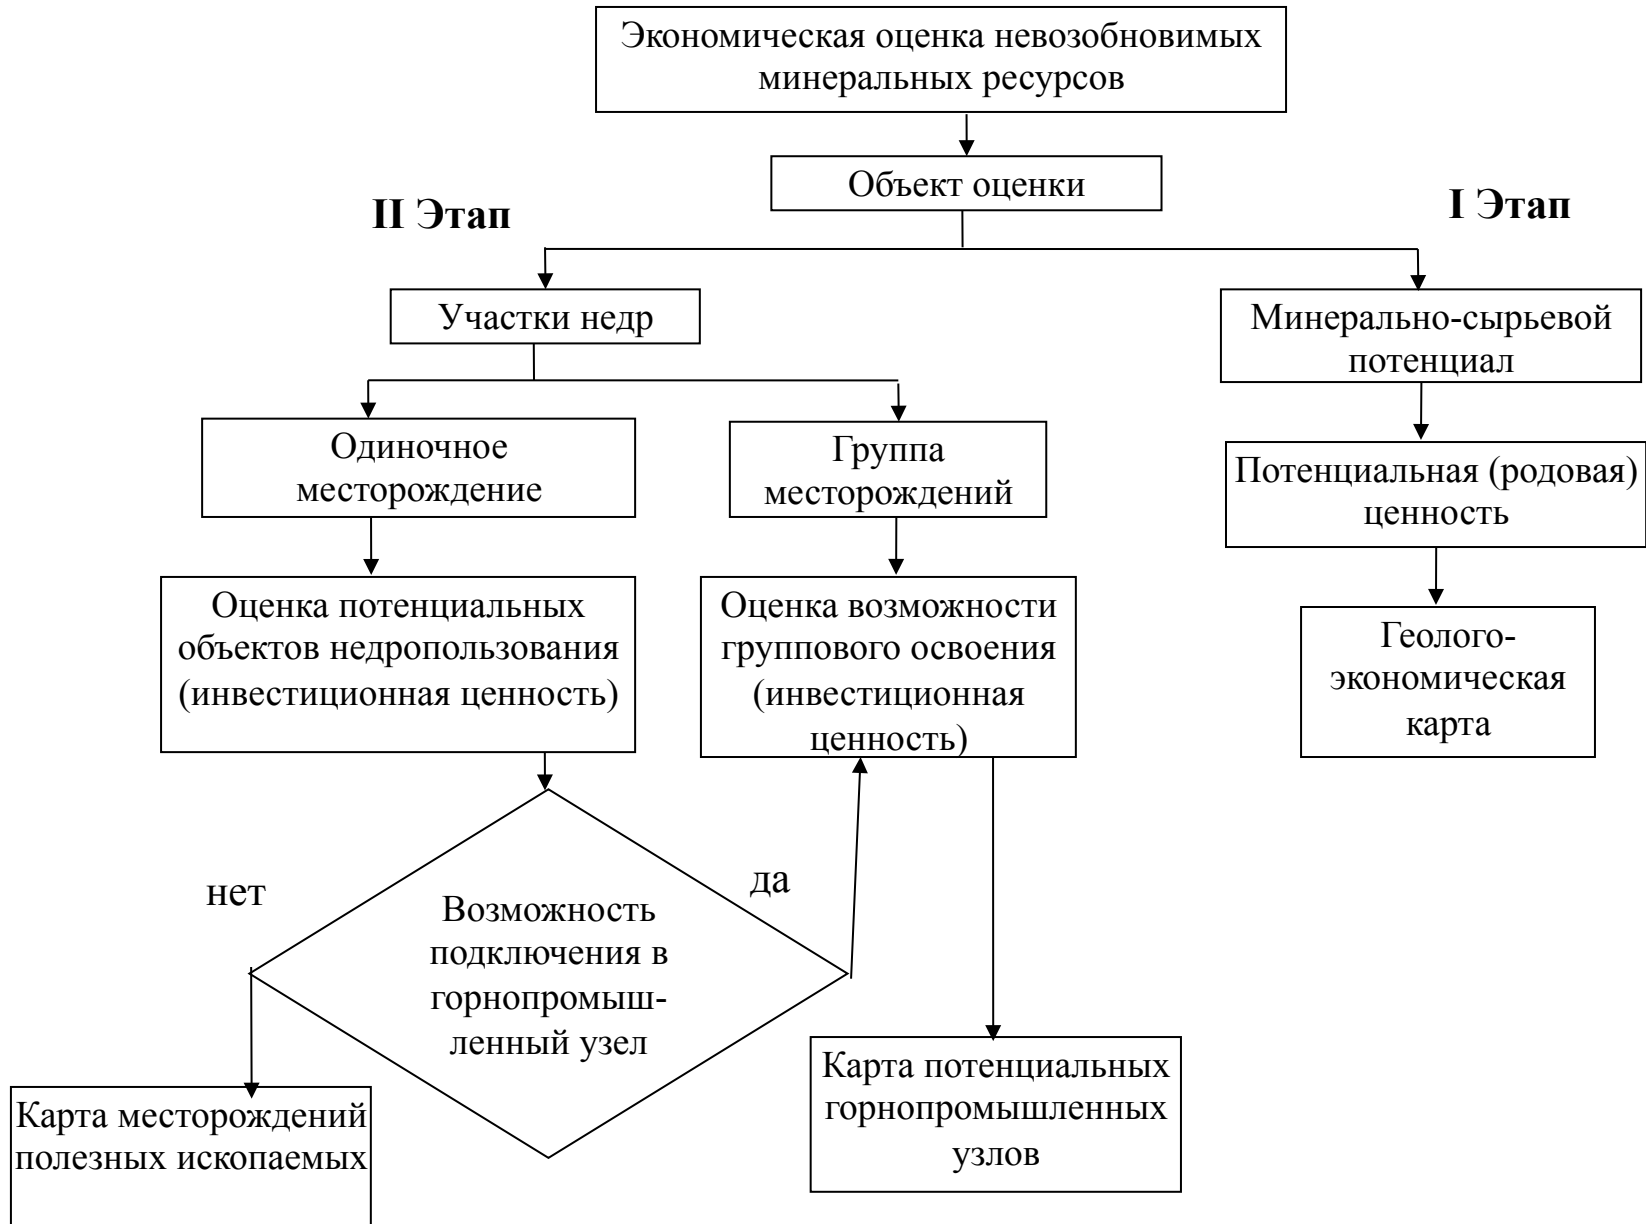 Экономическая оценка невозобновимых
минеральных ресурсов
Объект оценки
II Этап
I Этап
Участки недр
Минерально-сырьевой
потенциал
Одиночное
месторождение
Группа
месторождений
Потенциальная (родовая)
ценность
Оценка потенциальных
объектов недропользования
(инвестиционная ценность)
Оценка возможности
группового освоения
(инвестиционная
ценность)
Геолого-
экономическая
карта
нет
да
Возможность
подключения в
горнопромыш-
ленный узел
Карта месторождений
полезных ископаемых
Карта потенциальных
горнопромышленных
узлов